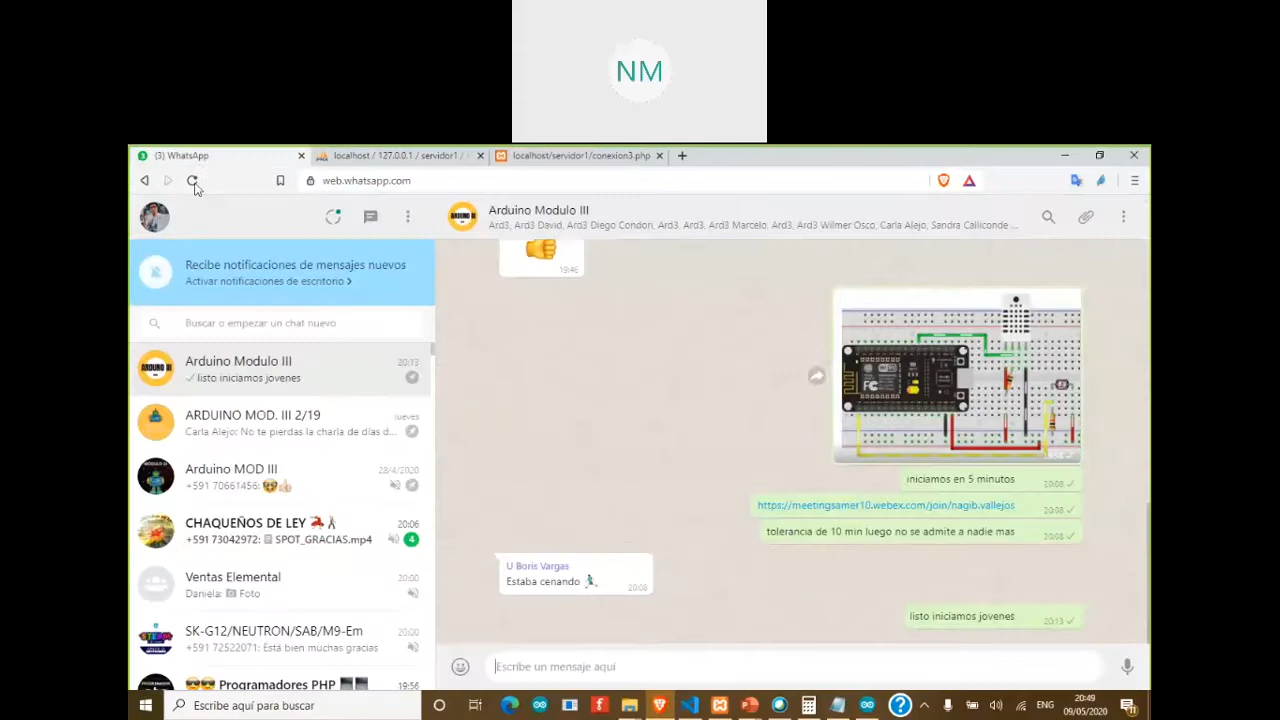 NM
(3) WhatsApp
localhost / 127.0.0.1 / servidor1 /
localhost/servidor1/conexion3.php
web.whatsapp.com
Arduino Modulo III
Ard3, Ard3 David, Ard3 Diego Condori, Ard3. Ard3, Ard3 Marcelo. Ard3 Wilmer Osco, Carla Alejo, Sandra Calliconde ...
Recibe notificaciones de mensajes nuevos
Activar notificaciones de escritorio >
Buscar o empezar un chat nuevo
Arduino Modulo III
20:13
listo iniciamos jovenes
ARDUINO MOD. III 2/19
jueves
Carla Alejo: No te pierdas la charla de días d...
Arduino MOD III
28/4/2020
+591 70661456: 🤓👍🏻
CHAQUEÑOS DE LEY 💃🕺
20:06
+591 73042972: SPOT_GRACIAS.mp4
4
Ventas Elemental
20:00
Daniela: Foto
SK-G12/NEUTRON/SAB/M9-Em
20:00
+591 72522071: Está bien muchas gracias
😎😎 Programadores PHP
19:56
19:46
iniciamos en 5 minutos
20:08
https://meetingsamer10.webex.com/join/nagib.vallejos
20:08
tolerancia de 10 min luego no se admite a nadie mas
20:08
U Boris Vargas
Estaba cenando 🏃
20:08
listo iniciamos jovenes
20:13
Escribe un mensaje aquí
Escribe aquí para buscar
ENG
20:49
09/05/2020
11